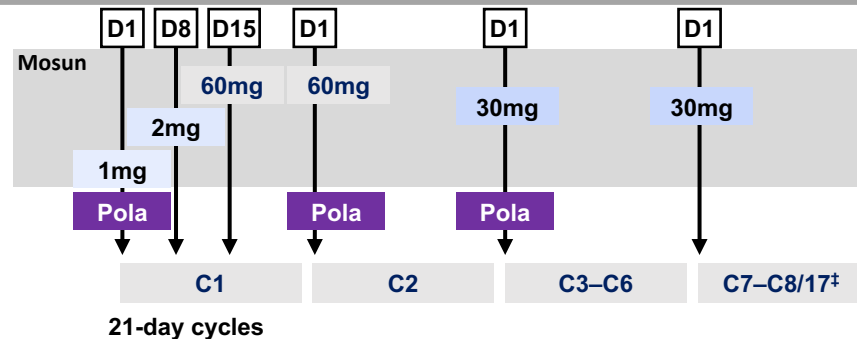 D1 D8 D15 D1 D1 D1
Mosun
60mg 60mg
30mg 30mg
2mg
1mg
Pola Pola Pola
C1 C2 C3–C6 C7–C8/17‡
21-day cycles